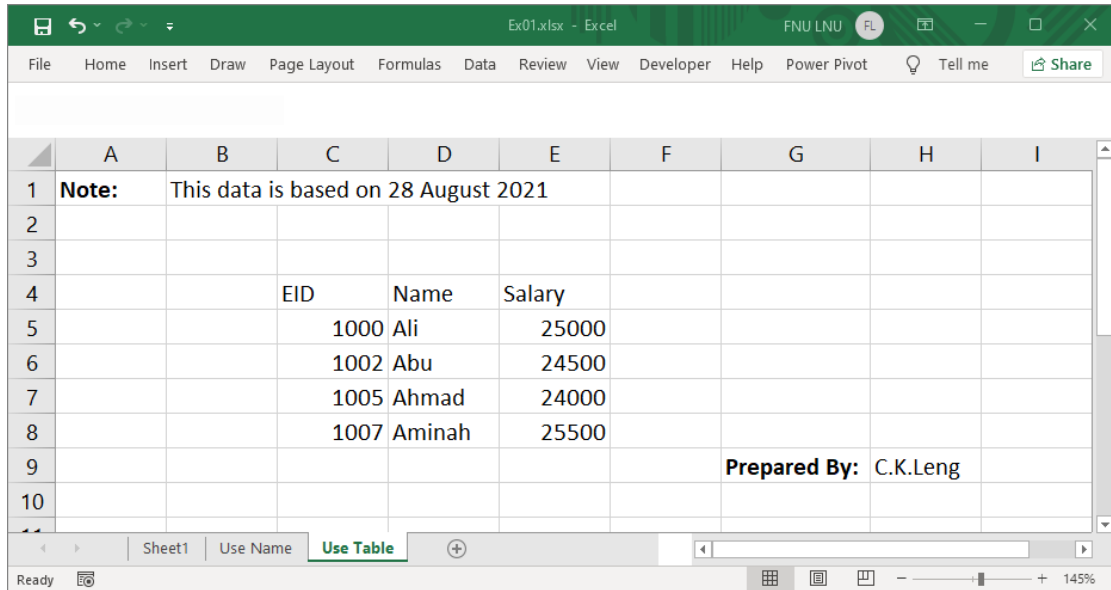 Ex01.xlsx - Excel FNU LNU FL
File Home Insert Draw Page Layout Formulas Data Review View Developer Help Power Pivot Tell me Share
A B C D E F G H I
1 Note: This data is based on 28 August 2021
2
3
4 EID Name Salary
5 1000 Ali 25000
6 1002 Abu 24500
7 1005 Ahmad 24000
8 1007 Aminah 25500
9 Prepared By: C.K.Leng
10
Sheet1 Use Name Use Table
Ready 145%